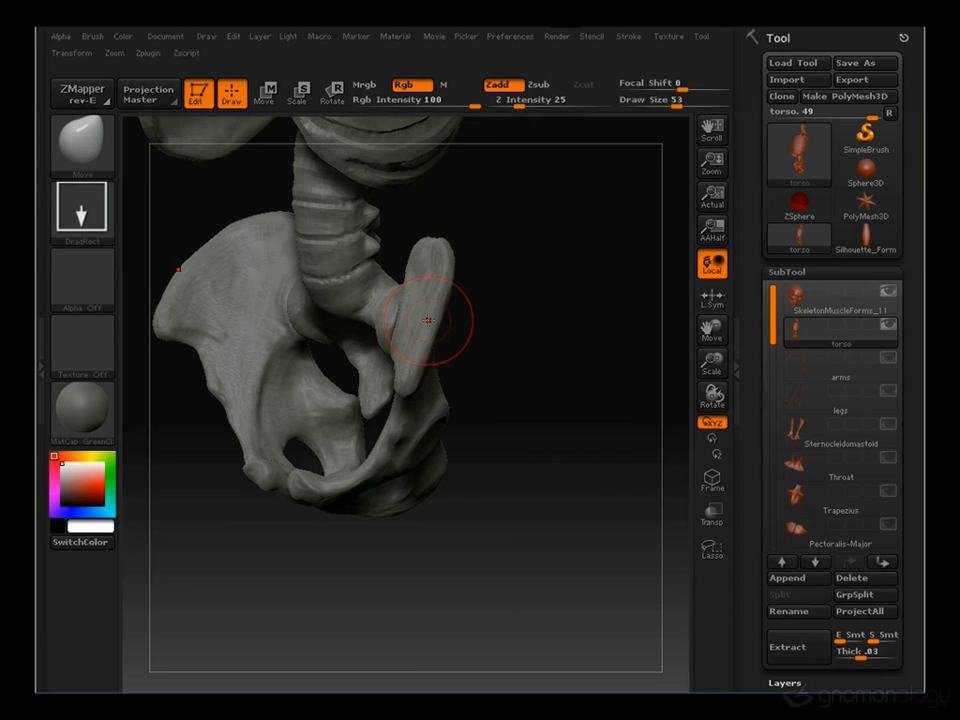 Alpha Brush Color Document Draw Edit Layer Light Macro Marker Material Movie Picker Preferences Render Stencil Stroke Texture Tool
Transform Zoom Zplugin Zscript
Tool
Load Tool Save As
Import Export
Clone Make PolyMesh3D
torso. 49 R
ZMapper
rev-E
Projection
Master
Edit
Draw
Move
Scale
Rotate
Mrgb Rgb M
Rgb Intensity 100
Zadd Zsub Zcut
Z Intensity 25
Focal Shift 0
Draw Size 53
Move
DragRect
Alpha Off
Texture Off
SwitchColor
Scroll
Zoom
Actual
AAHalf
Local
L.Sym
Move
Scale
Rotate
XYZ
Frame
Transp
Lasso
torso
SimpleBrush
Sphere3D
ZSphere
PolyMesh3D
torso
Silhouette_Form
SubTool
SkeletonMuscleForms_11
torso
arms
legs
Sternocleidomastoid
Throat
Trapezius
Pectoralis-Major
Append Delete
Split GrpSplit
Rename ProjectAll
Extract
E Smt S Smt
Thick .03
Layers
gnomonology